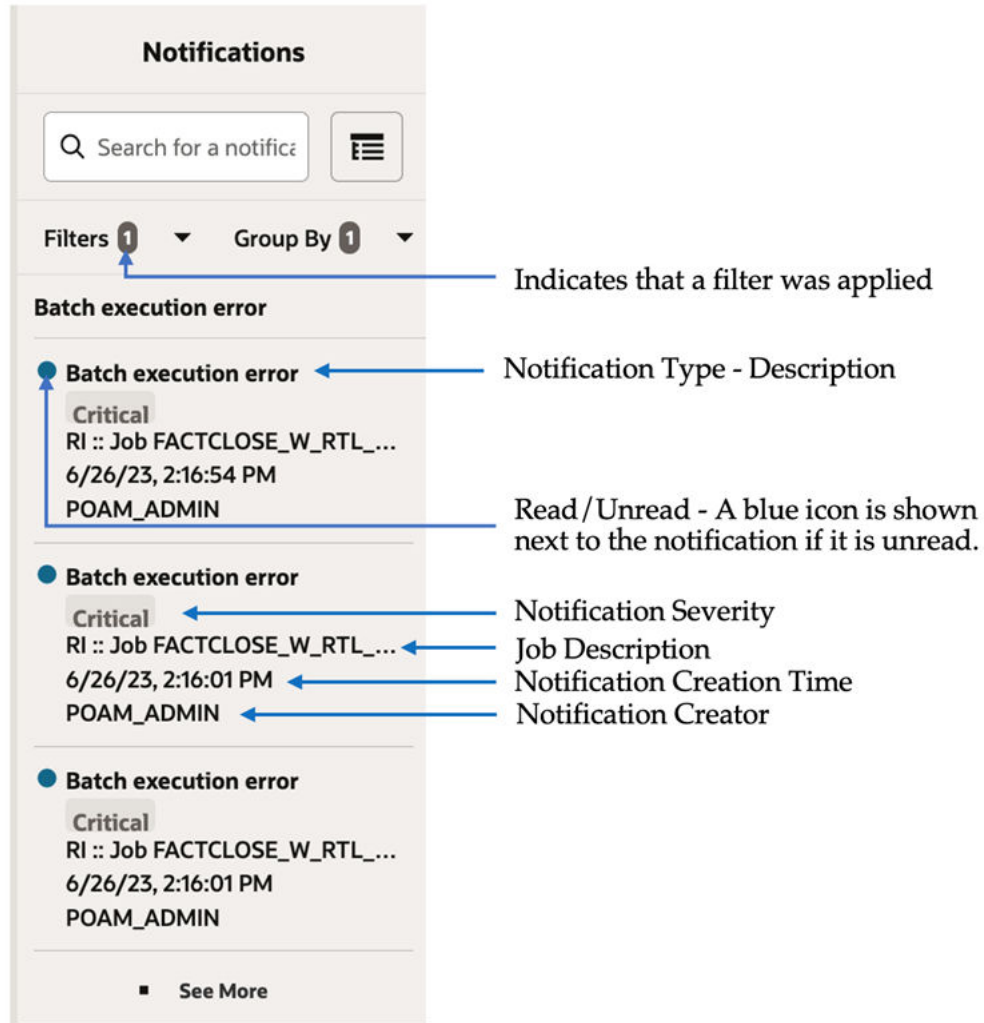 Notifications
Search for a notifica
Filters 1 Group By 1
Indicates that a filter was applied
Batch execution error
Batch execution error
Notification Type - Description
Critical
RI :: Job FACTCLOSE_W_RTL_...
6/26/23, 2:16:54 PM
POAM_ADMIN
Read/Unread - A blue icon is shown
next to the notification if it is unread.
Batch execution error
Critical
Notification Severity
RI :: Job FACTCLOSE_W_RTL_...
Job Description
6/26/23, 2:16:01 PM
Notification Creation Time
POAM_ADMIN
Notification Creator
Batch execution error
Critical
RI :: Job FACTCLOSE_W_RTL_...
6/26/23, 2:16:01 PM
POAM_ADMIN
See More